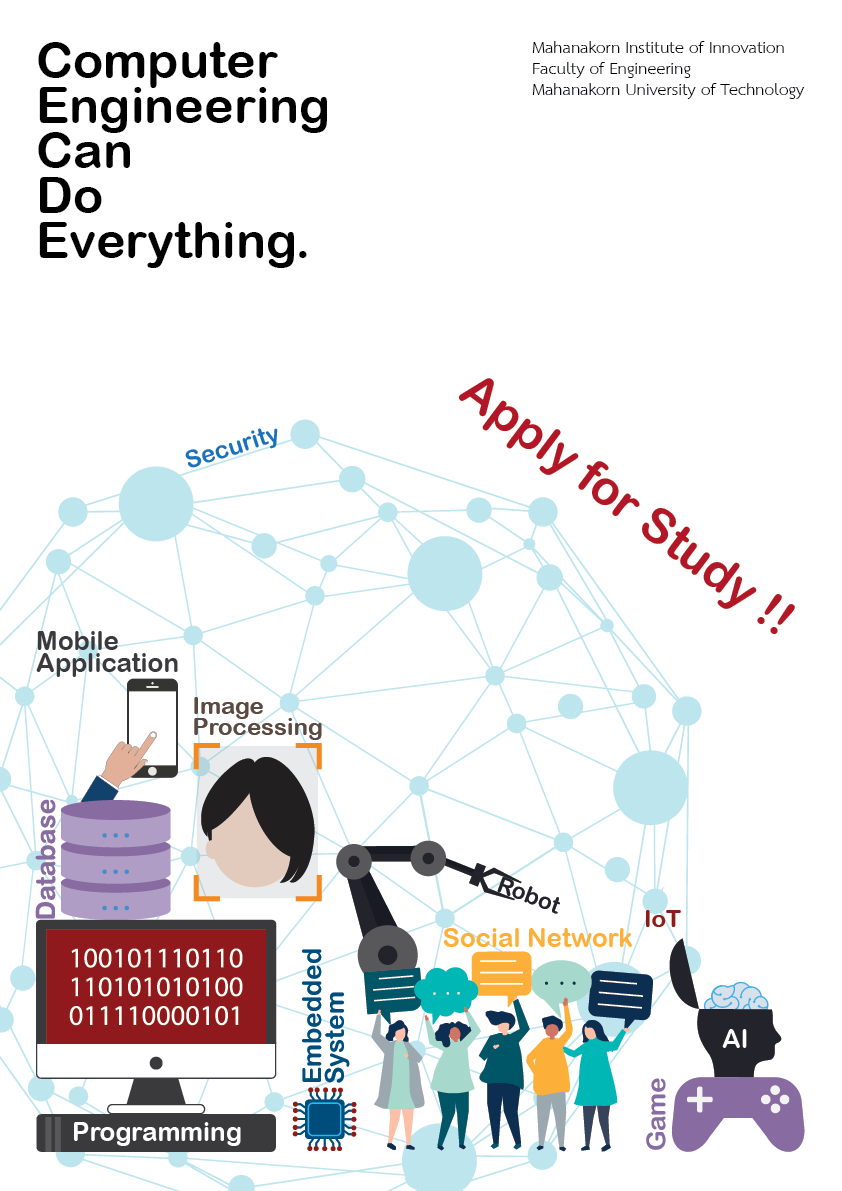 Computer
Engineering
Can
Do
Everything.
Mahanakorn Institute of Innovation
Faculty of Engineering
Mahanakorn University of Technology
Apply for Study !!
Security
Mobile
Application
Image
Processing
Database
Robot
Social Network
IoT
100101110110
110101010100
011110000101
Embedded
System
AI
Game
Programming